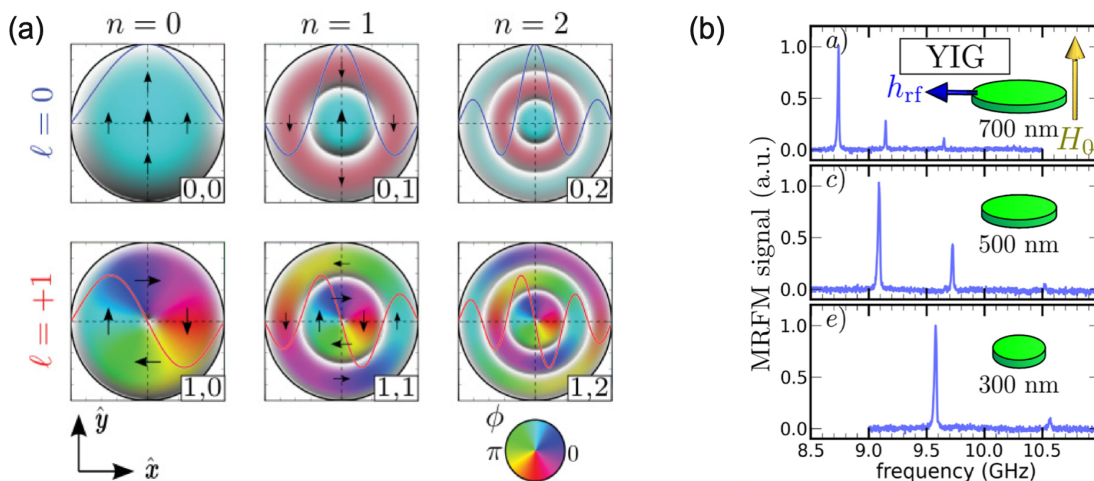 (a)
n = 0
n = 1
n = 2
ℓ = 0
0,0
0,1
0,2
ℓ = +1
1,0
1,1
1,2
ŷ
x̂
ϕ
π
0
(b)
MRFM signal (a.u.)
a)
YIG
h_rf
700 nm
H_0
1.0
0.5
0.0
c)
500 nm
1.0
0.5
0.0
e)
300 nm
1.0
0.5
0.0
8.5 9.0 9.5 10.0 10.5
frequency (GHz)